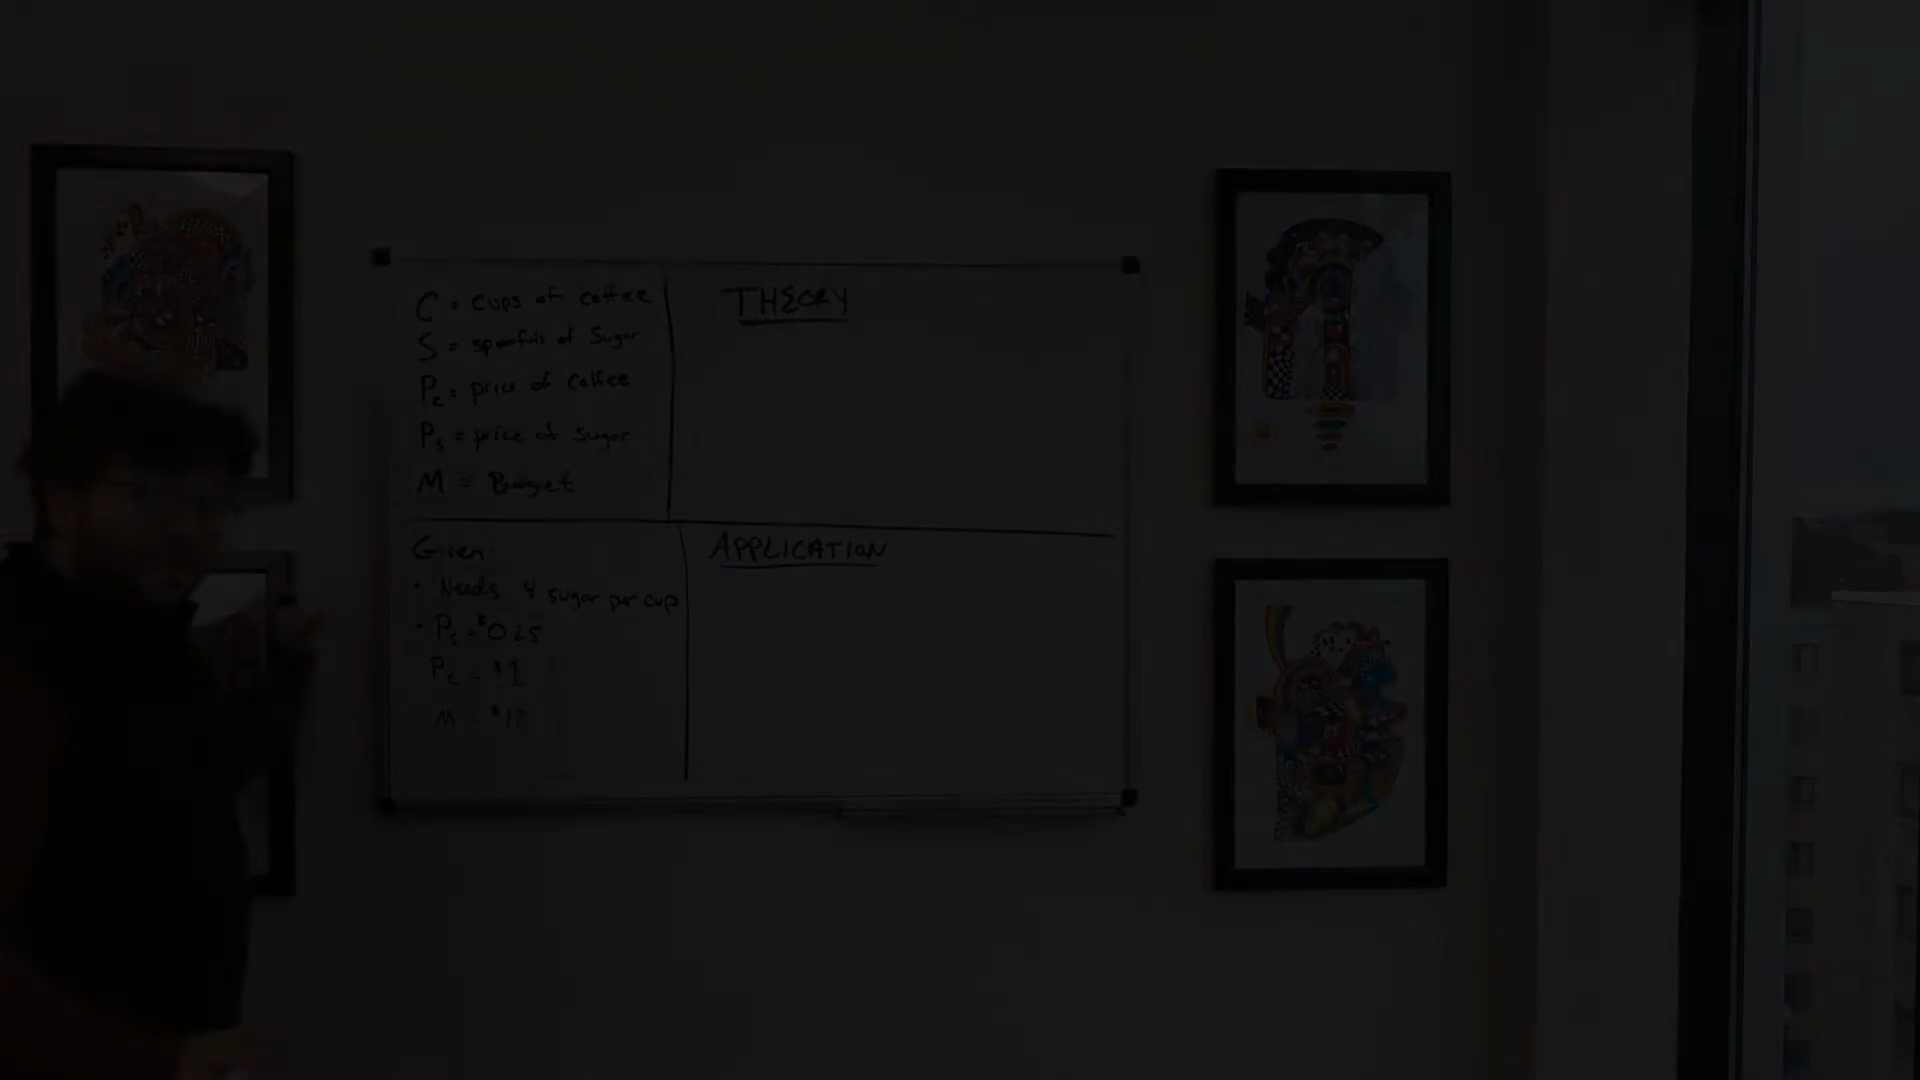 C = cups of coffee
S = spoonfuls of Sugar
Pc = price of coffee
Ps = price of sugar
M = Budget
THEORY
Given:
• Needs 4 sugar per cup
• Ps = $0.25
Pc = $1
M = $12
APPLICATION